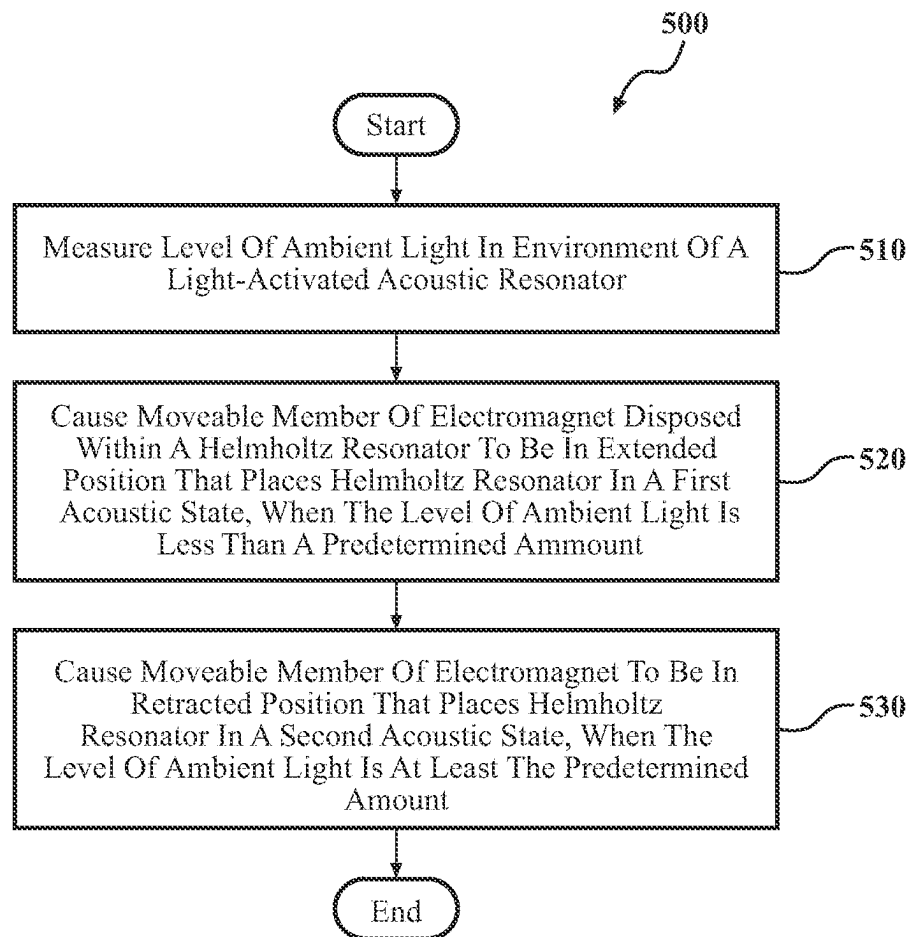 500
Start
Measure Level Of Ambient Light In Environment Of A
Light-Activated Acoustic Resonator
510
Cause Moveable Member Of Electromagnet Disposed
Within A Helmholtz Resonator To Be In Extended
Position That Places Helmholtz Resonator In A First
Acoustic State, When The Level Of Ambient Light Is
Less Than A Predetermined Ammount
520
Cause Moveable Member Of Electromagnet To Be In
Retracted Position That Places Helmholtz
Resonator In A Second Acoustic State, When The
Level Of Ambient Light Is At Least The Predetermined
Amount
530
End